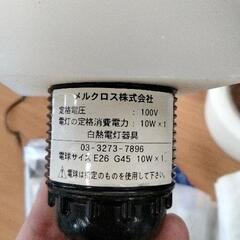 メルクロス株式会社
定格電圧 : 100V
電灯の定格消費電力 : 10W×1
白熱電灯器具
03-3273-7896
電球サイズ E26 G45 10W×1
⚠電球は指定のものを使用して下さい。